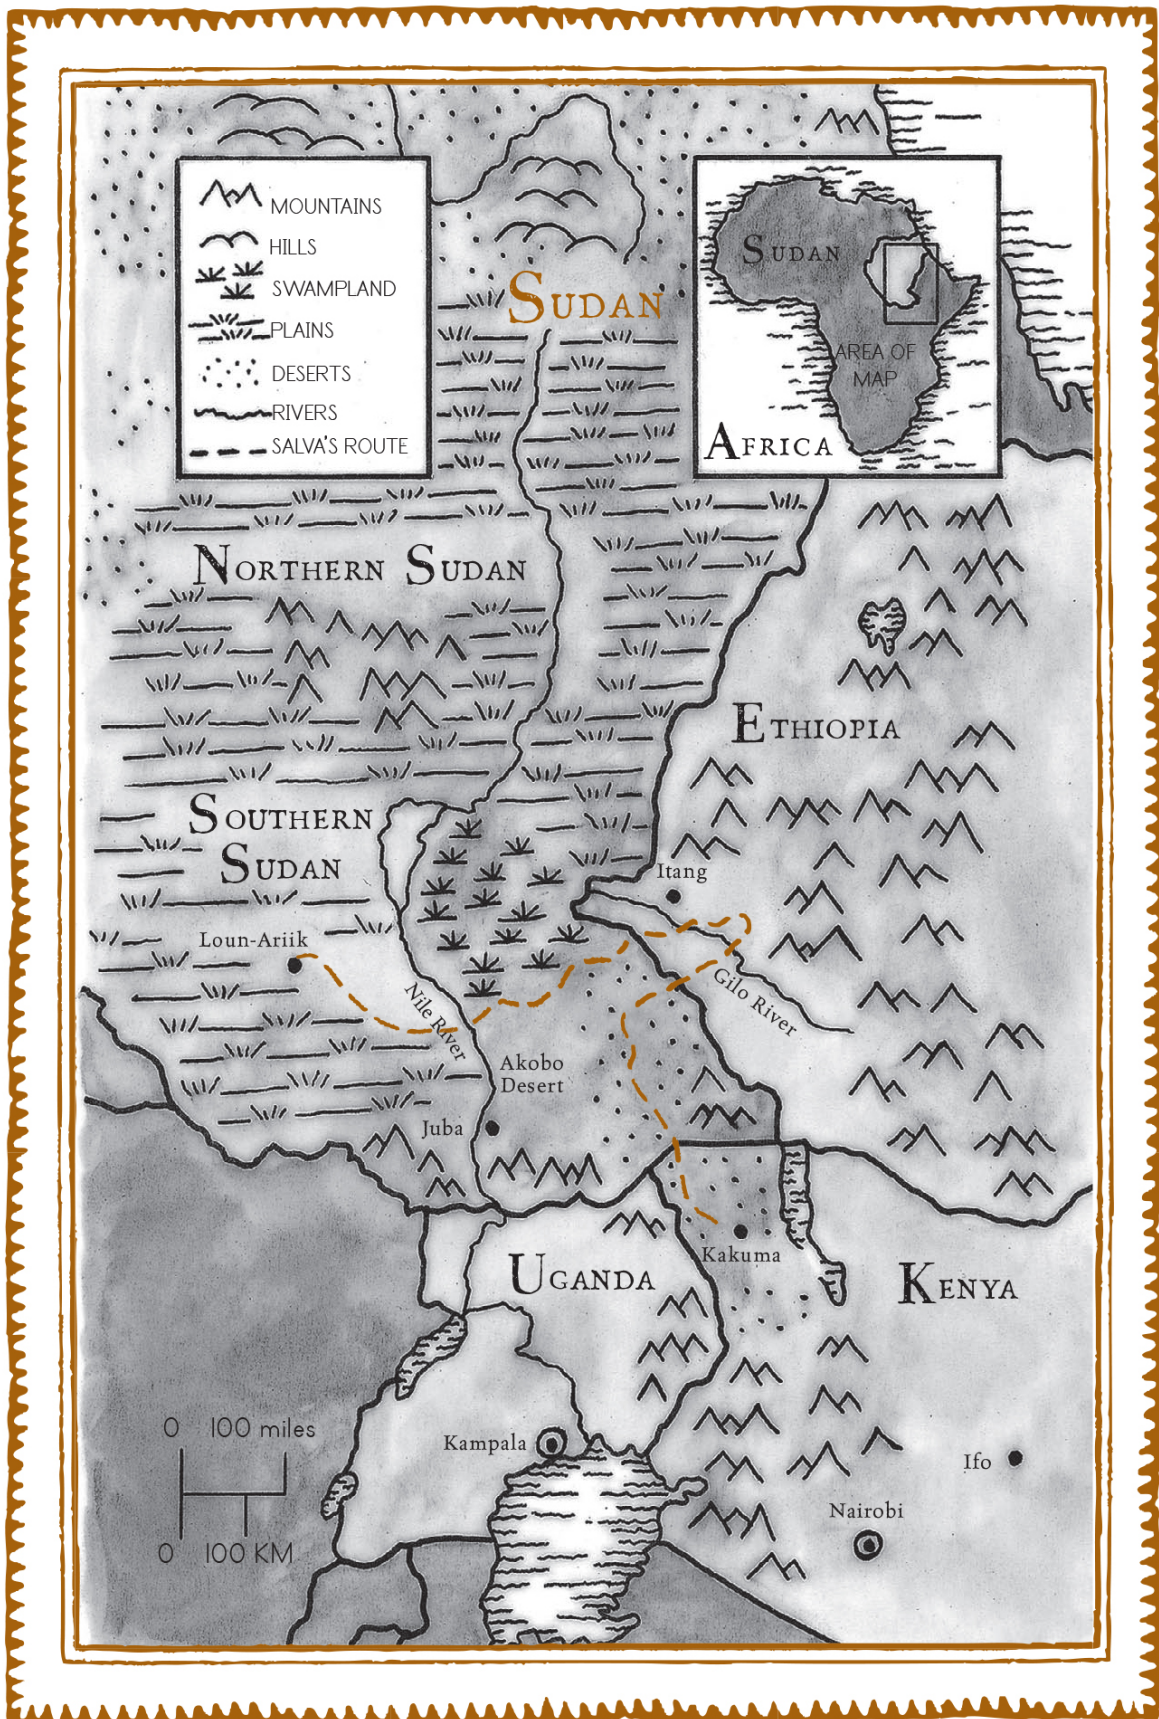 MOUNTAINS
HILLS
SWAMPLAND
PLAINS
DESERTS
RIVERS
SALVA'S ROUTE
SUDAN
SUDAN
AREA OF
MAP
AFRICA
NORTHERN SUDAN
ETHIOPIA
SOUTHERN
SUDAN
Itang
Loun-Ariik
Nile River
Gilo River
Akobo
Desert
Juba
Kakuma
UGANDA
KENYA
0 100 miles
0 100 KM
Kampala
Ifo
Nairobi